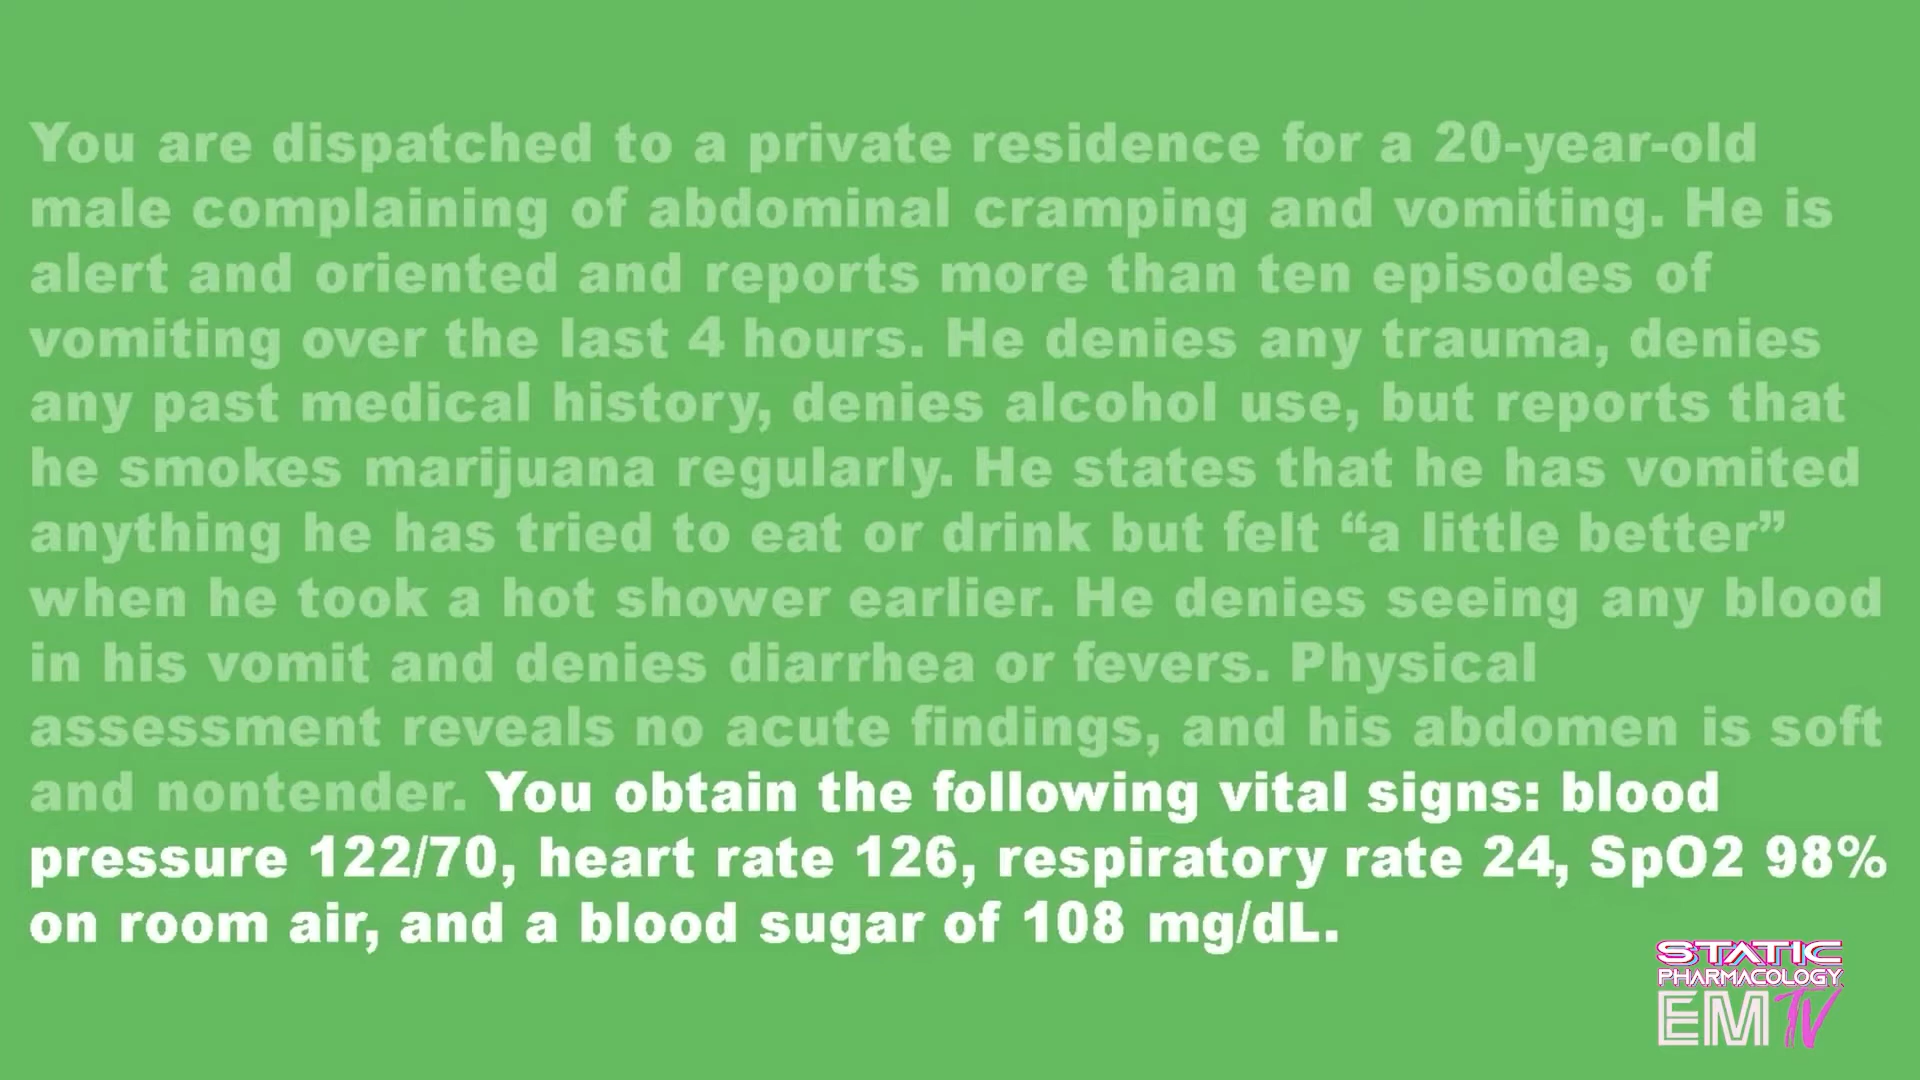 You are dispatched to a private residence for a 20-year-old
male complaining of abdominal cramping and vomiting. He is
alert and oriented and reports more than ten episodes of
vomiting over the last 4 hours. He denies any trauma, denies
any past medical history, denies alcohol use, but reports that
he smokes marijuana regularly. He states that he has vomited
anything he has tried to eat or drink but felt “a little better”
when he took a hot shower earlier. He denies seeing any blood
in his vomit and denies diarrhea or fevers. Physical
assessment reveals no acute findings, and his abdomen is soft
and nontender. You obtain the following vital signs: blood
pressure 122/70, heart rate 126, respiratory rate 24, SpO2 98%
on room air, and a blood sugar of 108 mg/dL.
STATIC
PHARMACOLOGY
EMTV